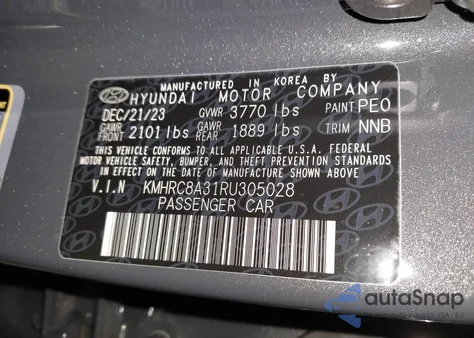 MANUFACTURED IN KOREA BY
HYUNDAI MOTOR COMPANY
DEC/21/23 GVWR 3770 lbs PAINT PE0
GAWR FRONT 2101 lbs GAWR REAR 1889 lbs TRIM NNB
THIS VEHICLE CONFORMS TO ALL APPLICABLE U.S.A. FEDERAL
MOTOR VEHICLE SAFETY, BUMPER, AND THEFT PREVENTION STANDARDS
IN EFFECT ON THE DATE OF MANUFACTURE SHOWN ABOVE.
V.I.N KMHRC8A31RU305028
PASSENGER CAR
autaSnap